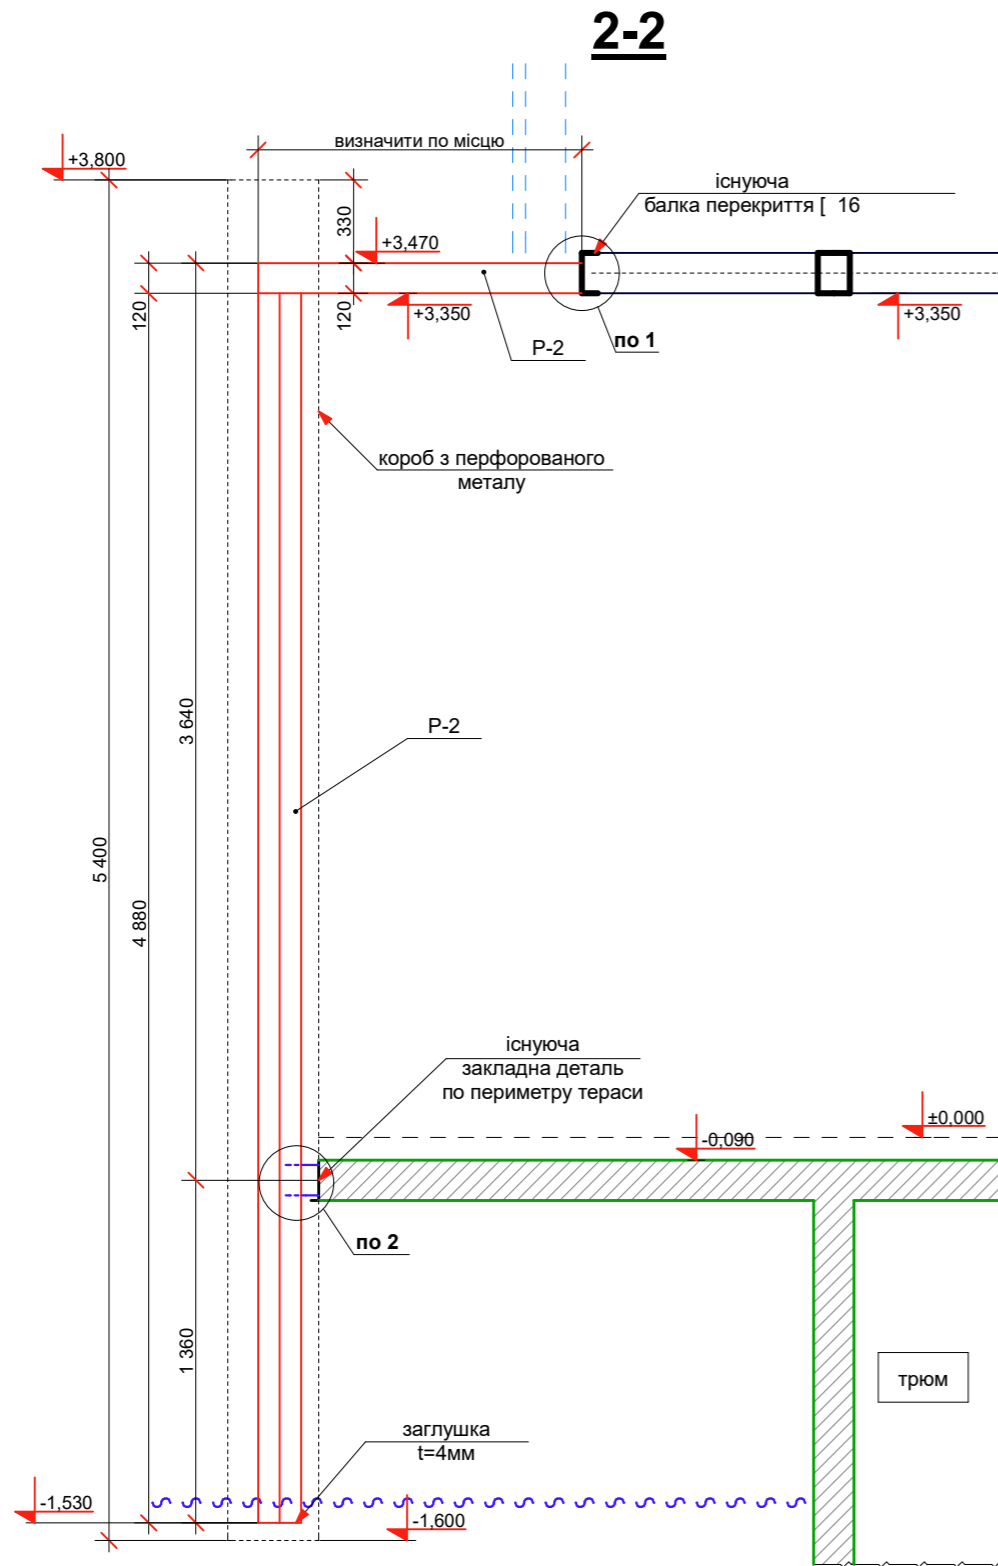 2-2
визначити по місцю
+3,800
існуюча
балка перекриття [ 16
330
+3,470
120
120
+3,350
+3,350
Р-2
по 1
короб з перфорованого
металу
3 640
Р-2
5 400
4 880
існуюча
закладна деталь
по периметру тераси
-0,090
±0,000
по 2
1 360
трюм
заглушка
t=4мм
-1,530
-1,600